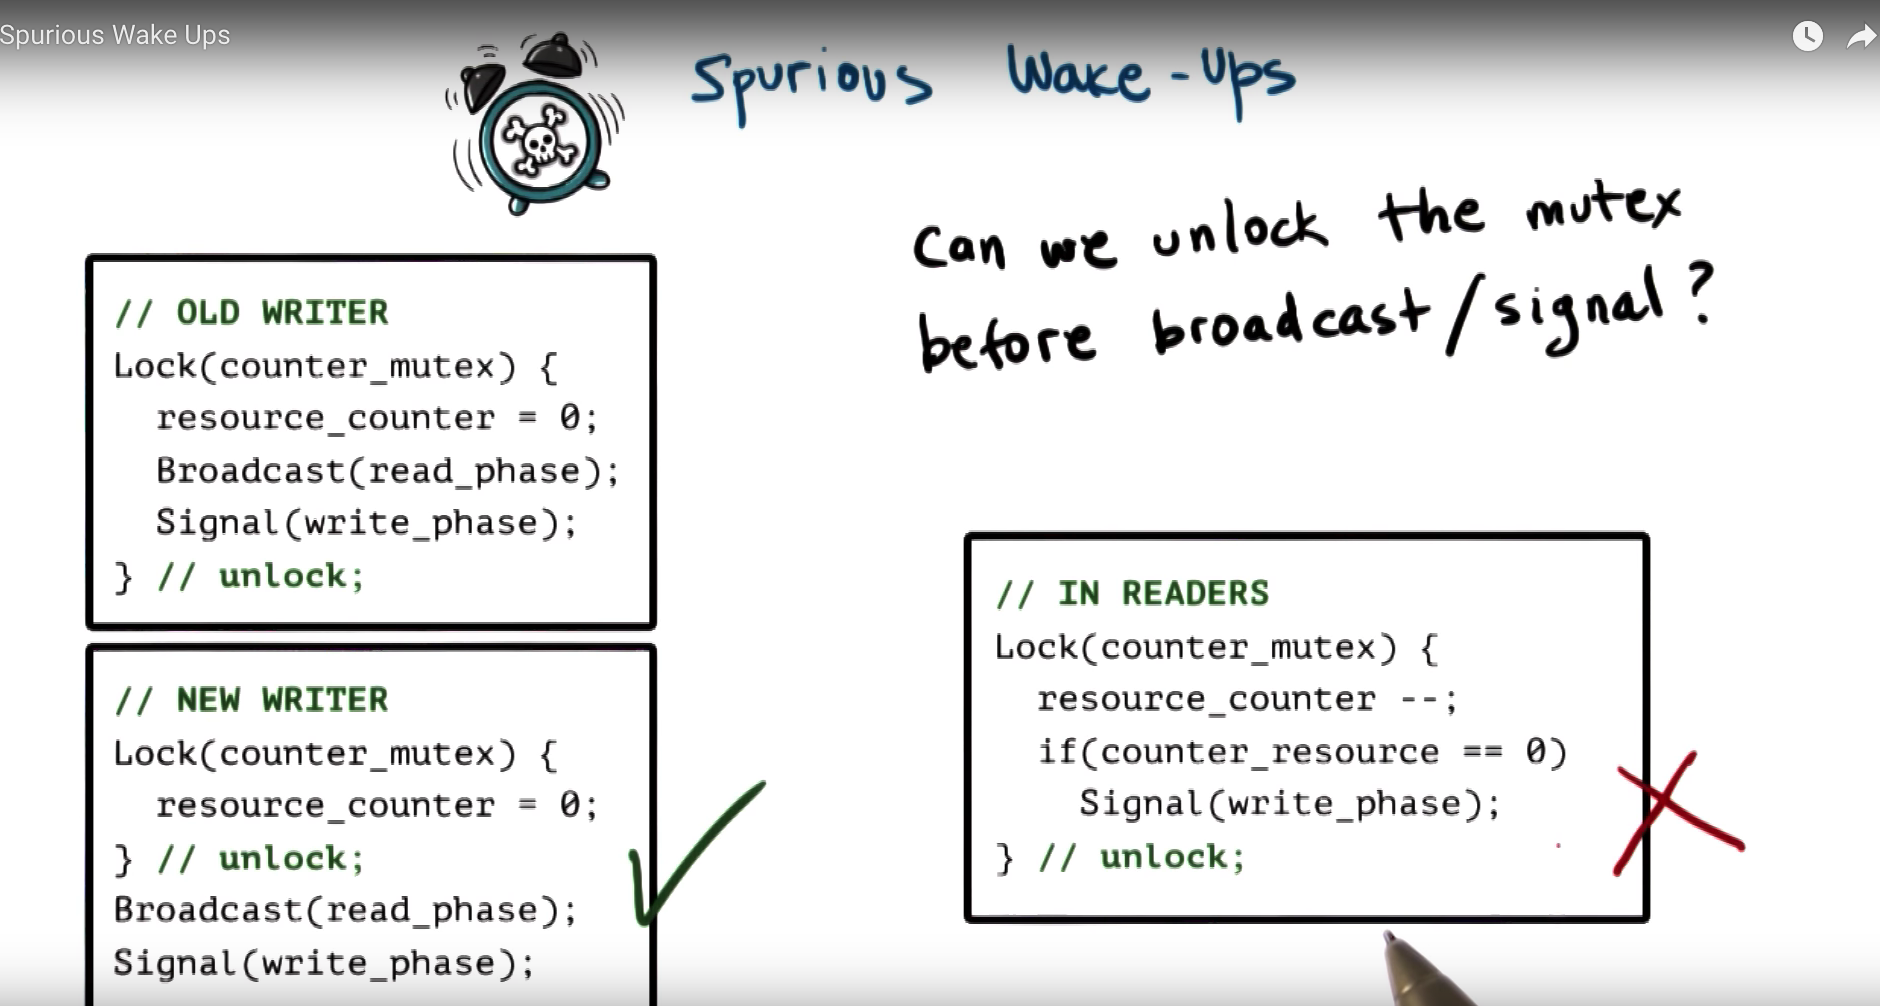 Spurious Wake Ups
Spurious Wake-Ups
Can we unlock the mutex
before broadcast/signal?
// OLD WRITER
Lock(counter_mutex) {
  resource_counter = 0;
  Broadcast(read_phase);
  Signal(write_phase);
} // unlock;
// NEW WRITER
Lock(counter_mutex) {
  resource_counter = 0;
} // unlock;
Broadcast(read_phase);
Signal(write_phase);
// IN READERS
Lock(counter_mutex) {
  resource_counter --;
  if(counter_resource == 0)
    Signal(write_phase);
} // unlock;